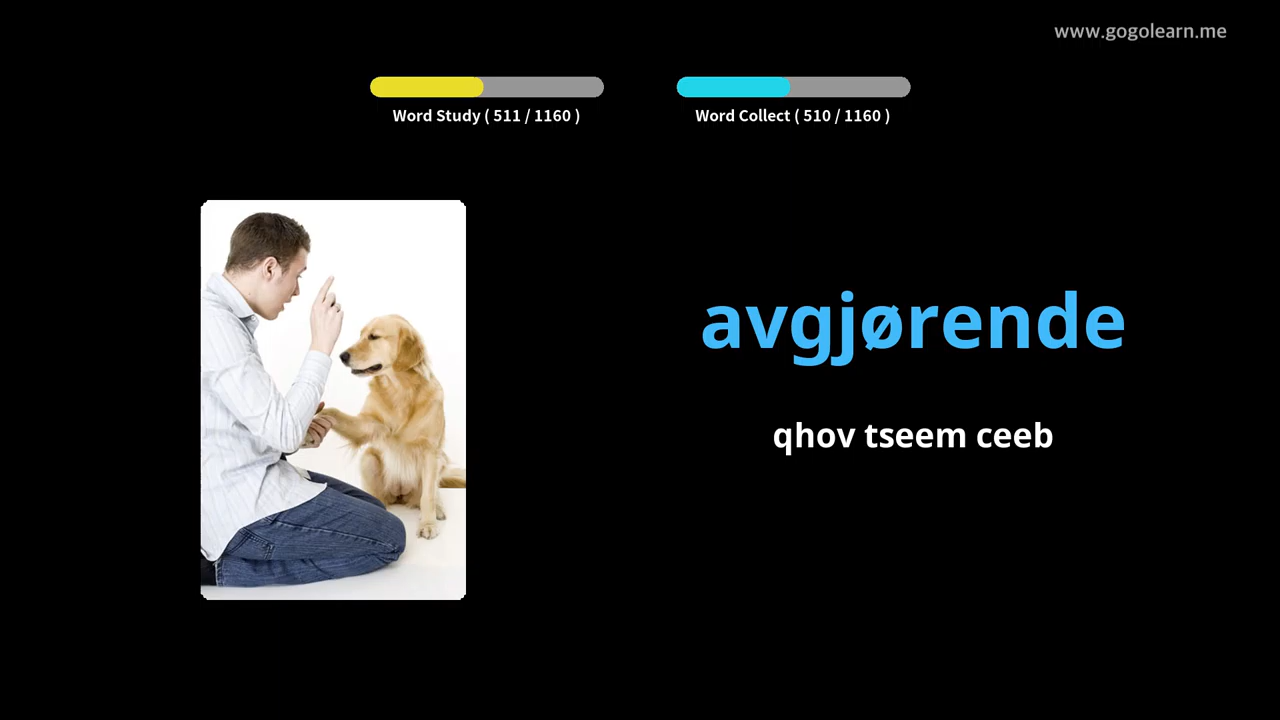 www.gogolearn.me
Word Study ( 511 / 1160 )
Word Collect ( 510 / 1160 )
avgjørende
qhov tseem ceeb